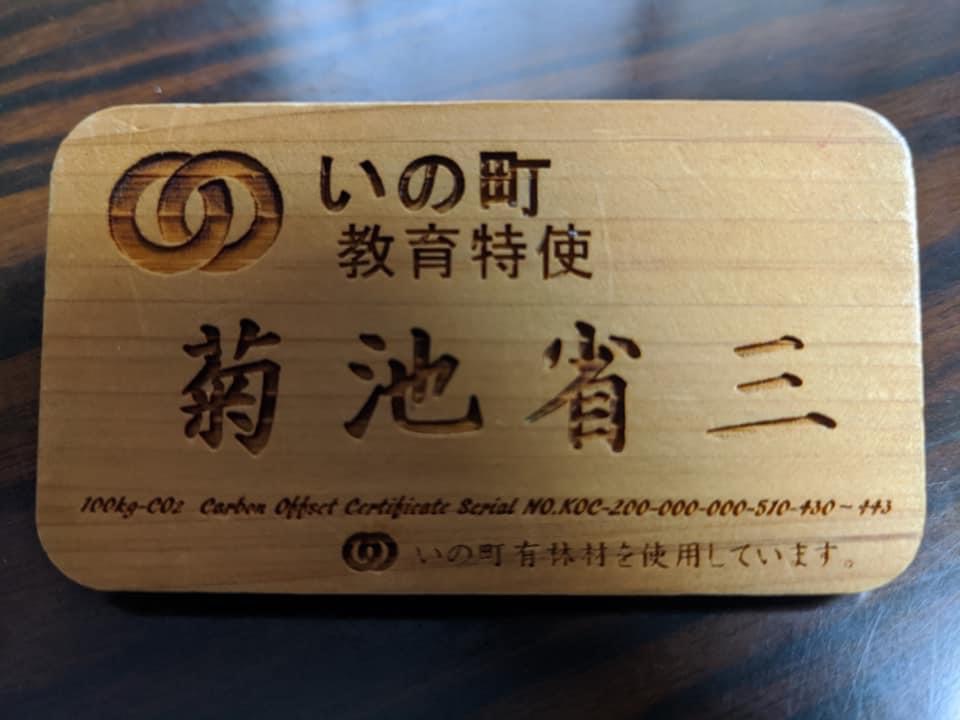 いの町
教育特使
菊池省三
100kg-CO2 Carbon Offset Certificate Serial NO.KOC-200-000-000-510-430~443
いの町有林材を使用しています。